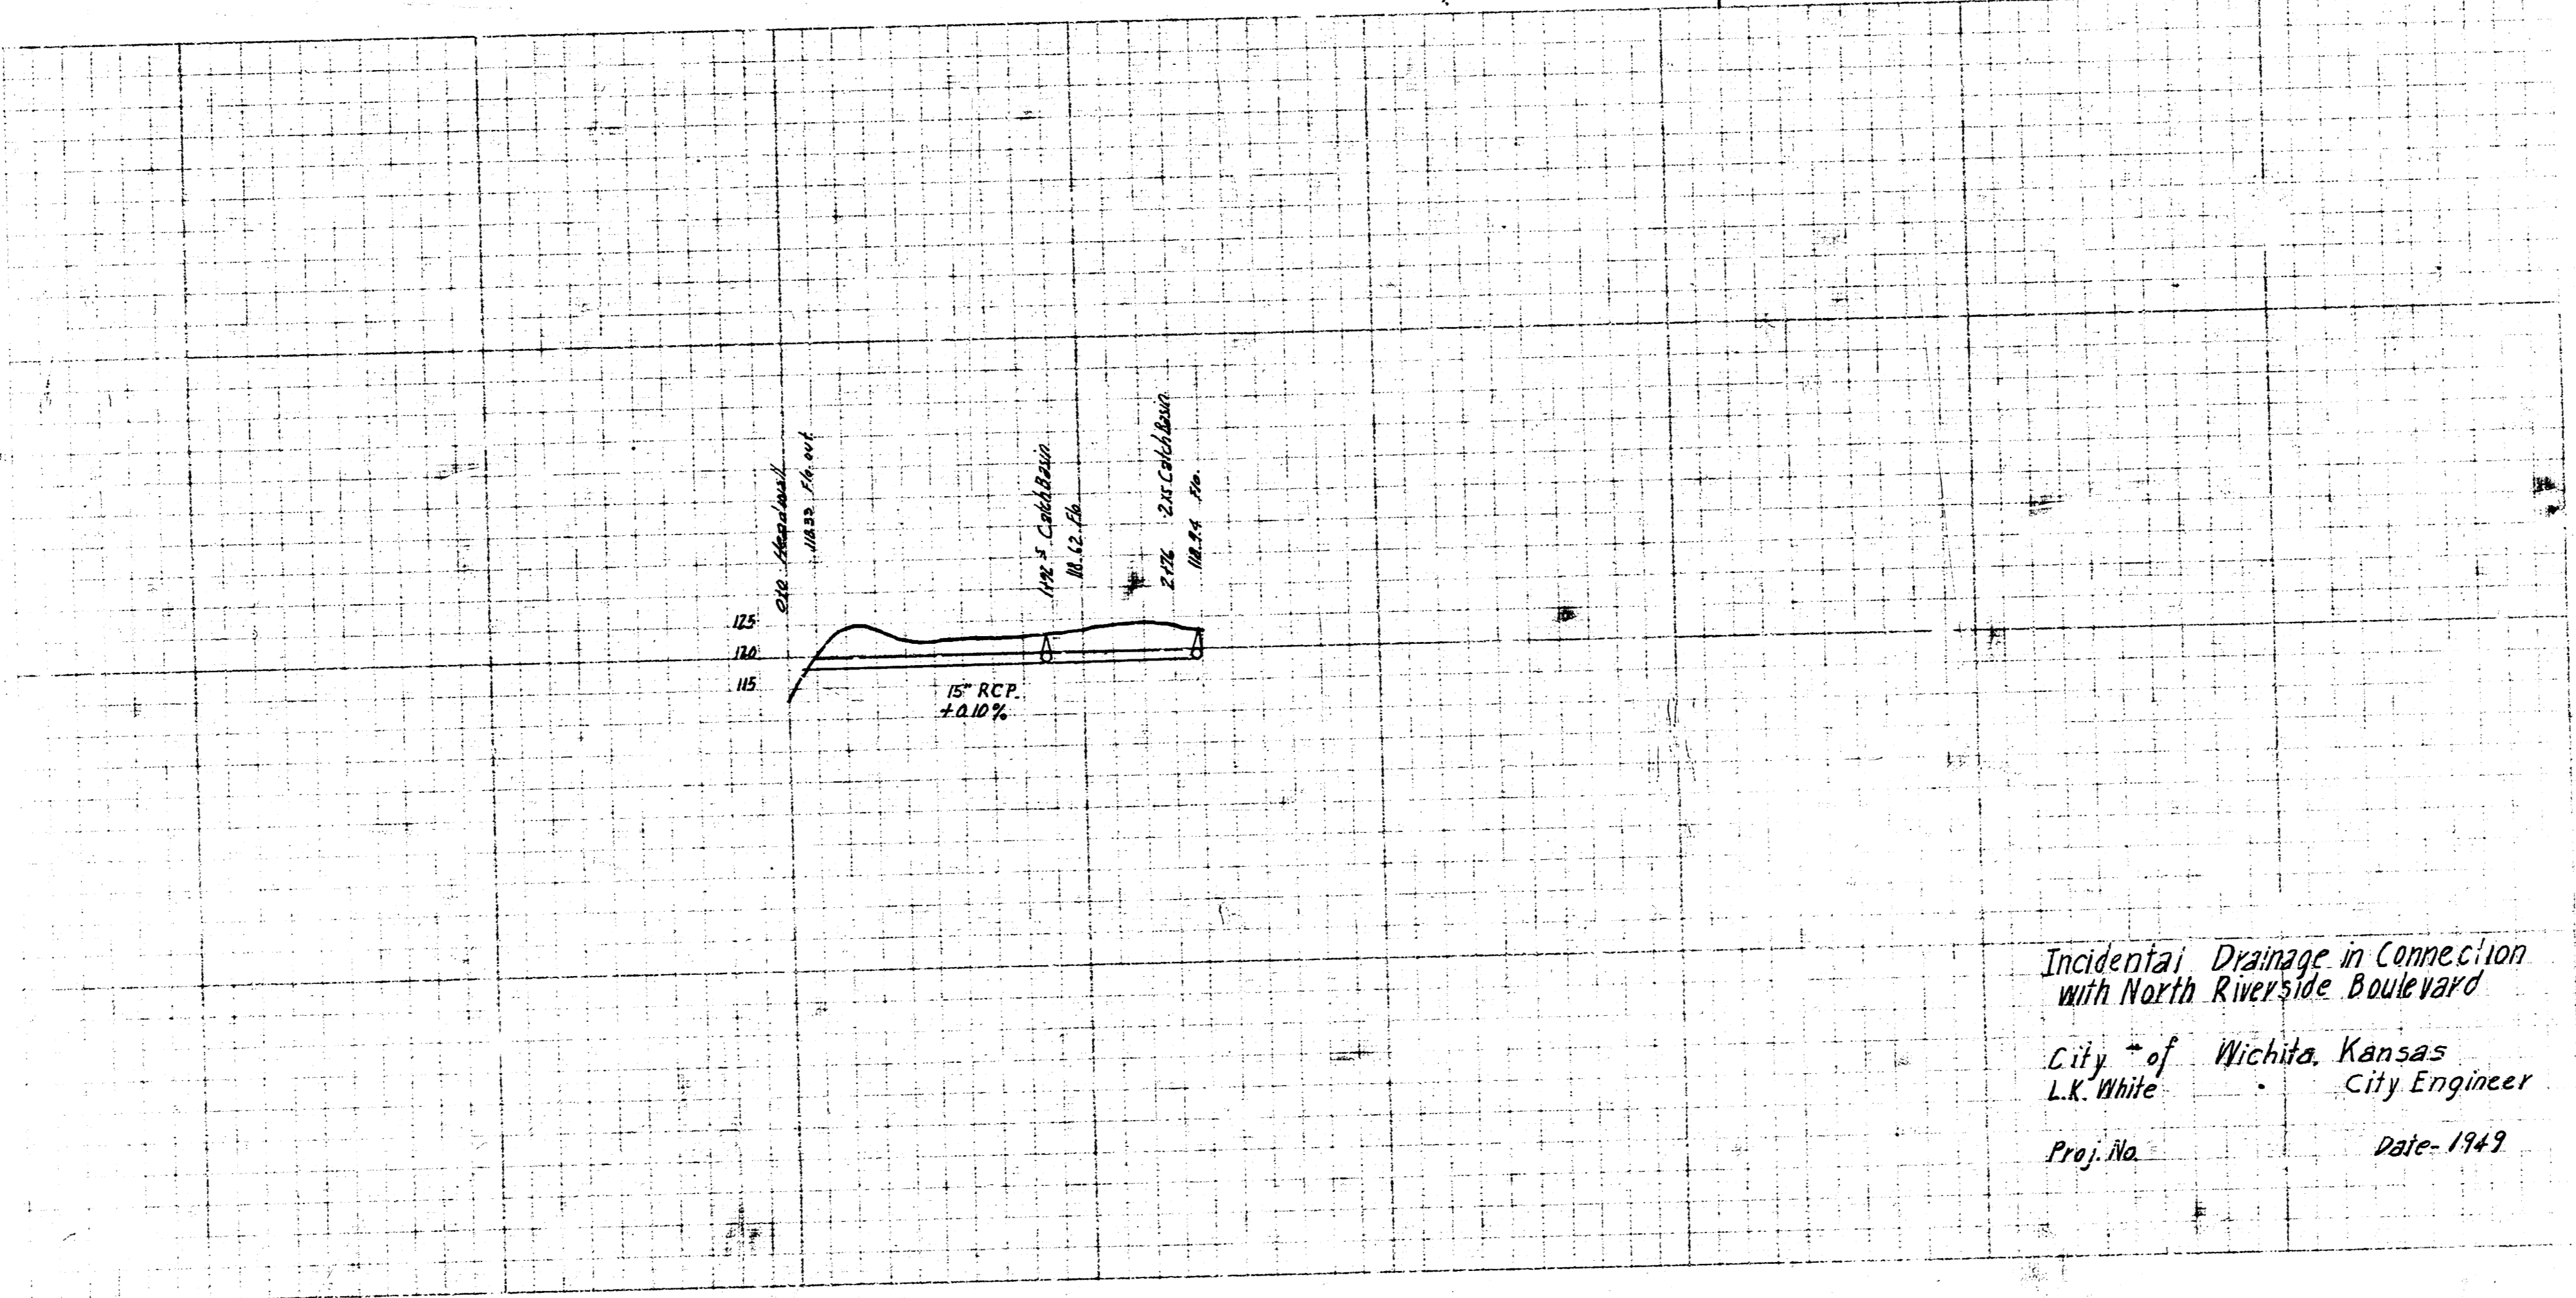 0+0 Headwall
118.33 Flo. out
1+76.5 Catch Basin
118.62 Flo.
2+76 2x5 Catch Basin
118.94 Flo.
125
120
115
15" RCP.
+0.10%
Incidental Drainage in Connection
with North Riverside Boulevard
City of Wichita, Kansas
L.K. White City Engineer
Proj. No. Date- 1949